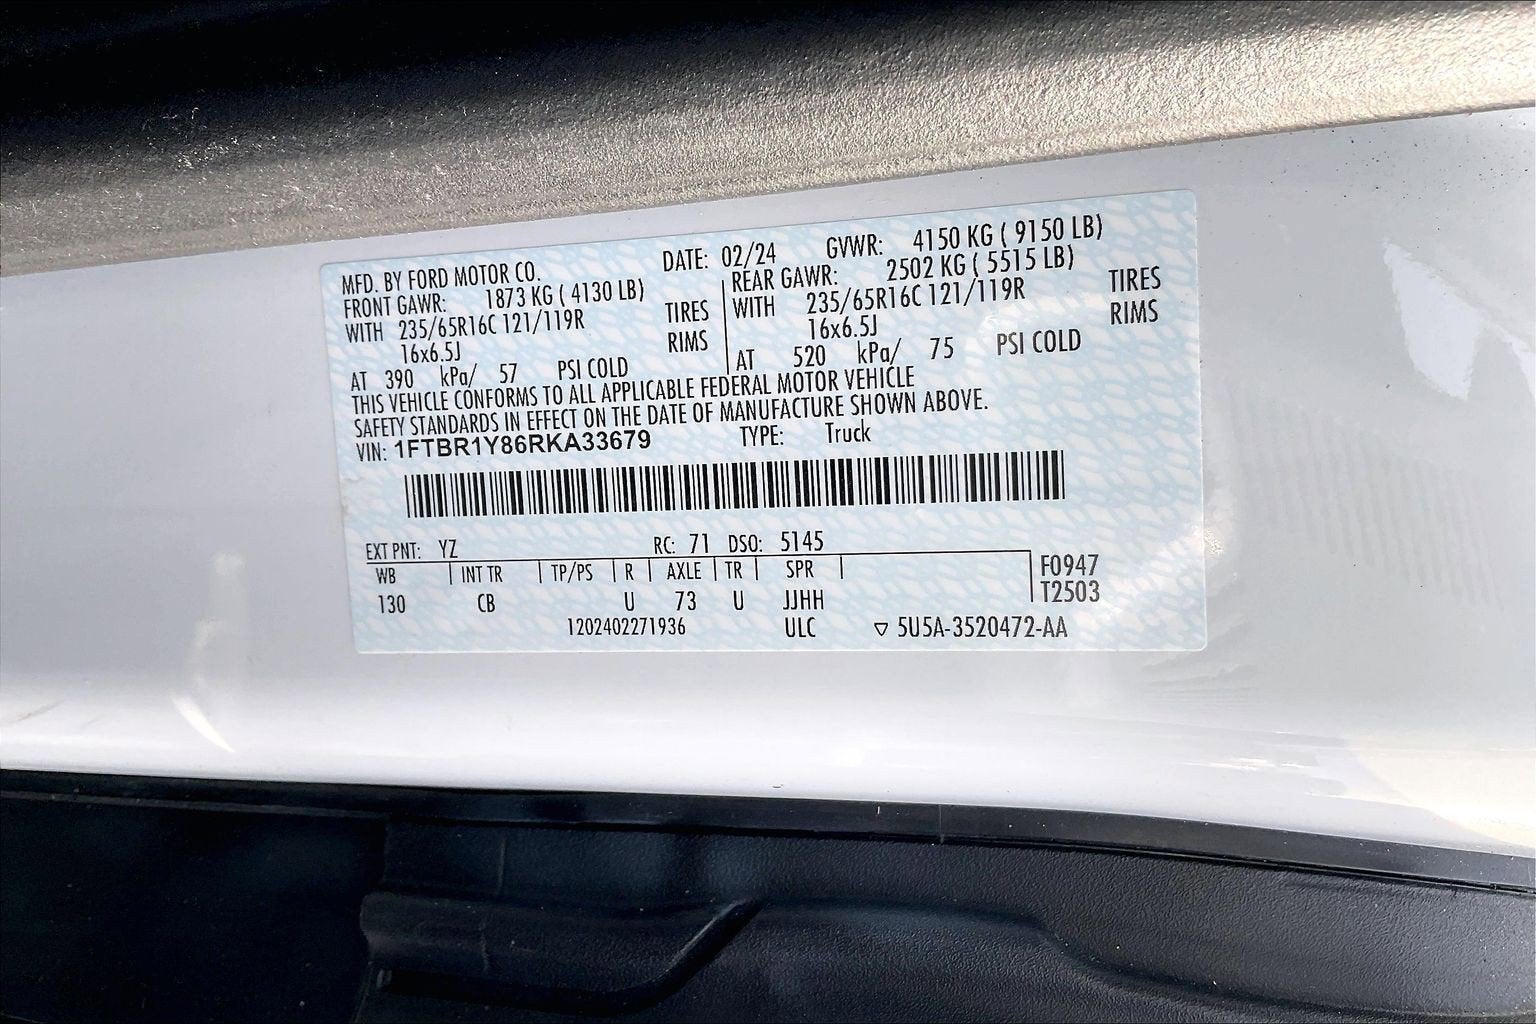 MFD. BY FORD MOTOR CO. DATE: 02/24 GVWR: 4150 KG ( 9150 LB)
FRONT GAWR: 1873 KG ( 4130 LB) REAR GAWR: 2502 KG ( 5515 LB)
WITH 235/65R16C 121/119R TIRES WITH 235/65R16C 121/119R TIRES
16x6.5J RIMS 16x6.5J RIMS
AT 390 kPa/ 57 PSI COLD AT 520 kPa/ 75 PSI COLD
THIS VEHICLE CONFORMS TO ALL APPLICABLE FEDERAL MOTOR VEHICLE
SAFETY STANDARDS IN EFFECT ON THE DATE OF MANUFACTURE SHOWN ABOVE.
VIN: 1FTBR1Y86RKA33679 TYPE: Truck
EXT PNT: YZ RC: 71 DSO: 5145
WB INT TR TP/PS R AXLE TR SPR F0947
130 CB U 73 U JJHH T2503
1202402271936 ULC ▽ 5U5A-3520472-AA